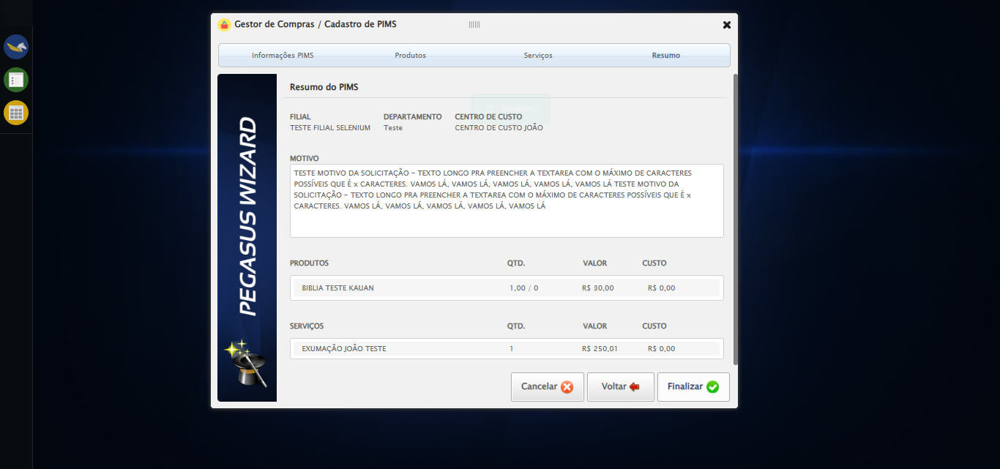 Gestor de Compras / Cadastro de PIMS
Informações PIMS
Produtos
Serviços
Resumo
PEGASUS WIZARD
Resumo do PIMS
FILIAL DEPARTAMENTO CENTRO DE CUSTO
TESTE FILIAL SELENIUM Teste CENTRO DE CUSTO JOÃO
MOTIVO
TESTE MOTIVO DA SOLICITAÇÃO - TEXTO LONGO PRA PREENCHER A TEXTAREA COM O MÁXIMO DE CARACTERES
POSSÍVEIS QUE É x CARACTERES. VAMOS LÁ, VAMOS LÁ, VAMOS LÁ, VAMOS LÁ, VAMOS LÁ TESTE MOTIVO DA
SOLICITAÇÃO - TEXTO LONGO PRA PREENCHER A TEXTAREA COM O MÁXIMO DE CARACTERES POSSÍVEIS QUE É x
CARACTERES. VAMOS LÁ, VAMOS LÁ, VAMOS LÁ, VAMOS LÁ, VAMOS LÁ
PRODUTOS QTD. VALOR CUSTO
BIBLIA TESTE KAUAN 1,00 / 0 R$ 30,00 R$ 0,00
SERVIÇOS QTD. VALOR CUSTO
EXUMAÇÃO JOÃO TESTE 1 R$ 250,01 R$ 0,00
Cancelar
Voltar
Finalizar